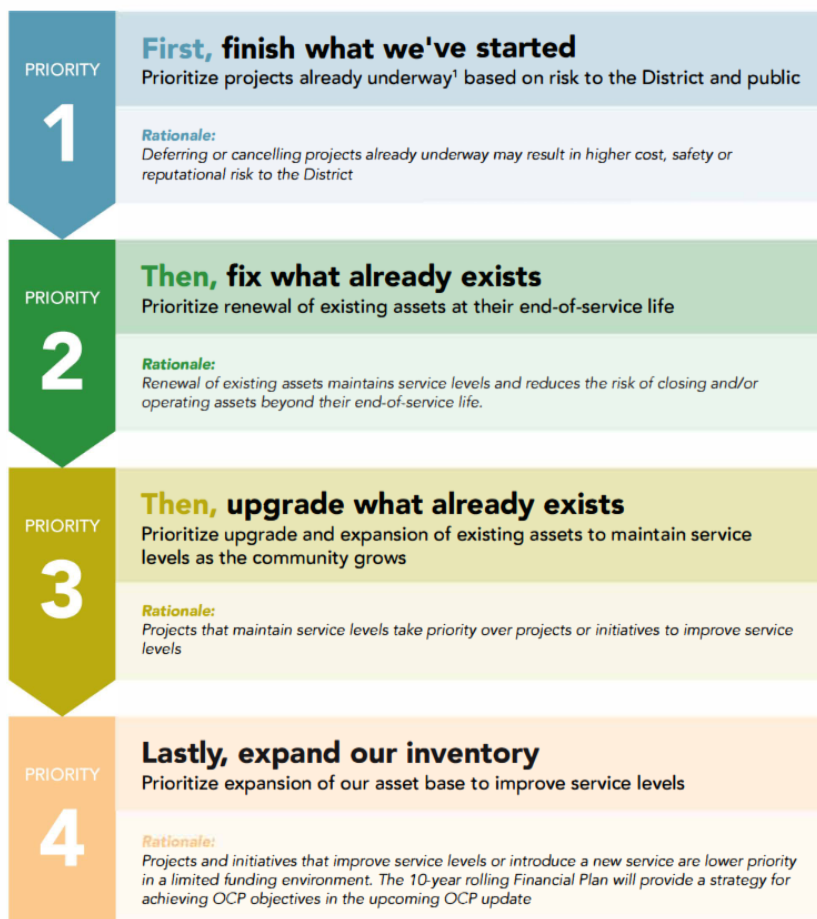 PRIORITY
1
First, finish what we've started
Prioritize projects already underway¹ based on risk to the District and public
Rationale:
Deferring or cancelling projects already underway may result in higher cost, safety or
reputational risk to the District
PRIORITY
2
Then, fix what already exists
Prioritize renewal of existing assets at their end-of-service life
Rationale:
Renewal of existing assets maintains service levels and reduces the risk of closing and/or
operating assets beyond their end-of-service life.
PRIORITY
3
Then, upgrade what already exists
Prioritize upgrade and expansion of existing assets to maintain service
levels as the community grows
Rationale:
Projects that maintain service levels take priority over projects or initiatives to improve service
levels
PRIORITY
4
Lastly, expand our inventory
Prioritize expansion of our asset base to improve service levels
Rationale:
Projects and initiatives that improve service levels or introduce a new service are lower priority
in a limited funding environment. The 10-year rolling Financial Plan will provide a strategy for
achieving OCP objectives in the upcoming OCP update